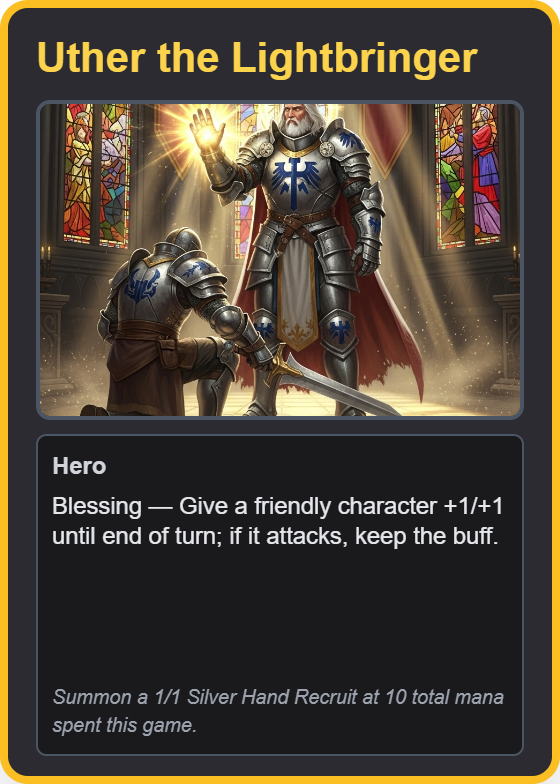 Uther the Lightbringer
Hero
Blessing — Give a friendly character +1/+1
until end of turn; if it attacks, keep the buff.
Summon a 1/1 Silver Hand Recruit at 10 total mana
spent this game.